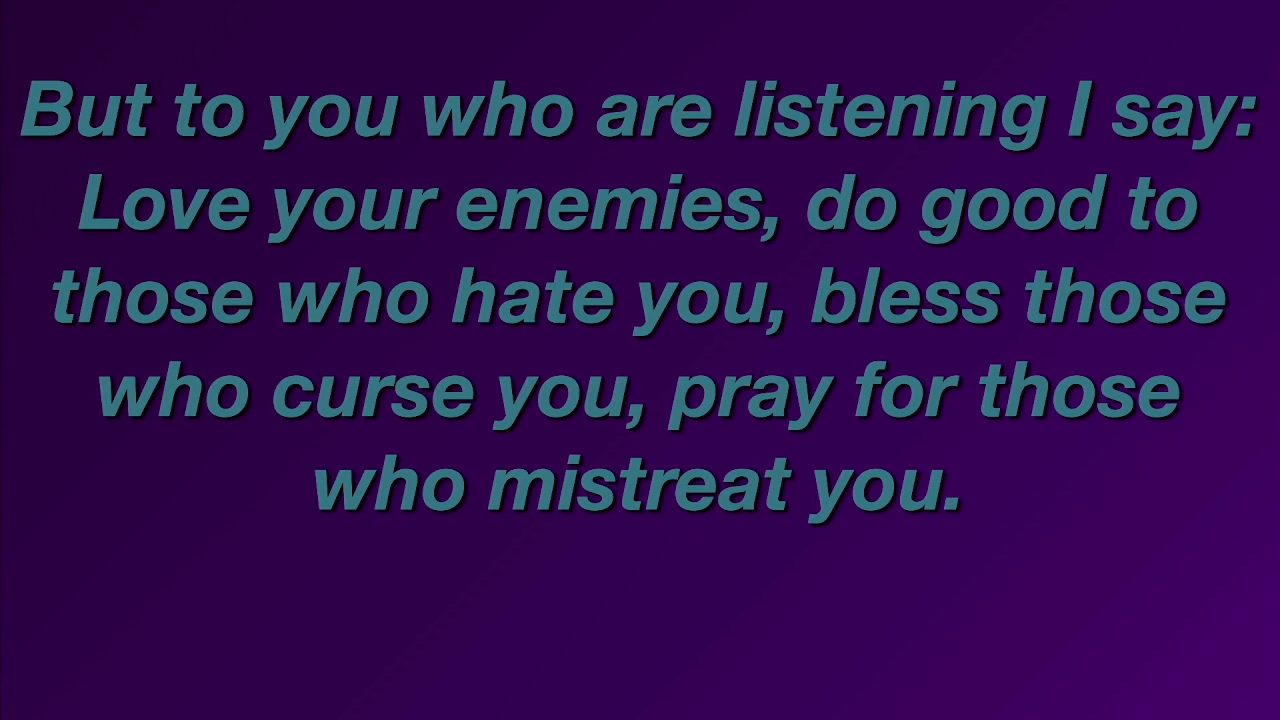 But to you who are listening I say:
Love your enemies, do good to
those who hate you, bless those
who curse you, pray for those
who mistreat you.